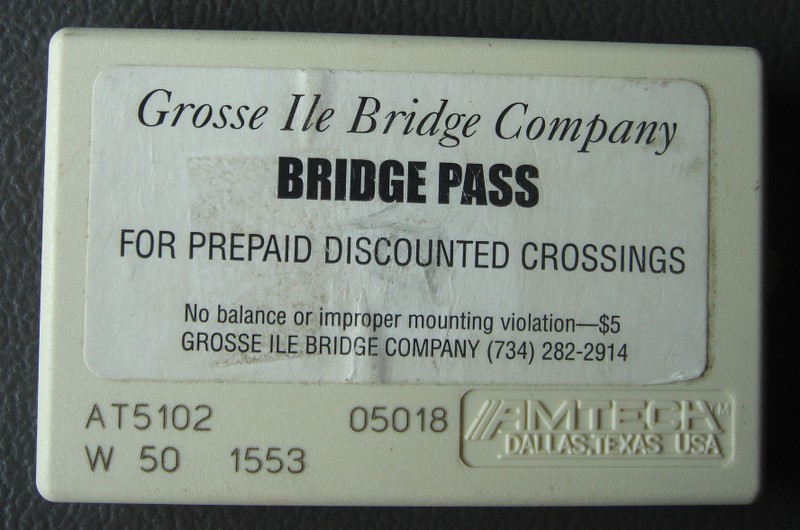 Grosse Ile Bridge Company
BRIDGE PASS
FOR PREPAID DISCOUNTED CROSSINGS
No balance or improper mounting violation—$5
GROSSE ILE BRIDGE COMPANY (734) 282-2914
AT5102 05018
W 50 1553
AMTECH™
DALLAS, TEXAS USA